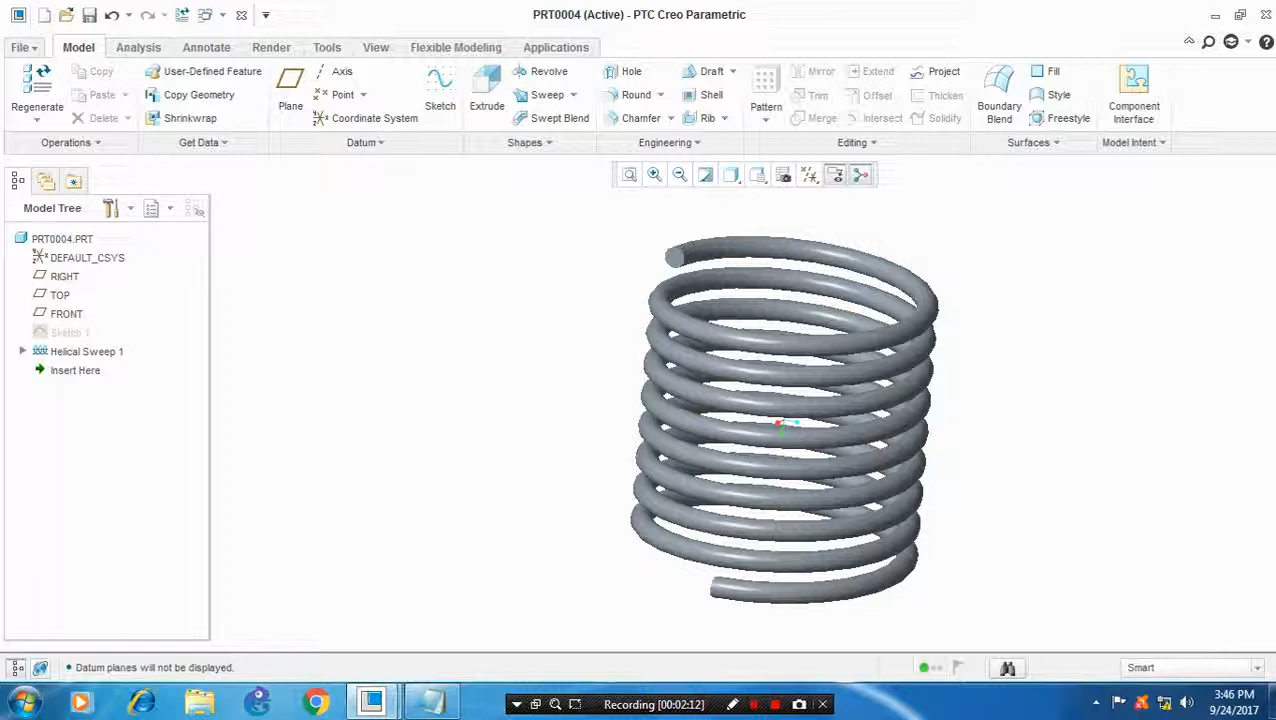 PRT0004 (Active) - PTC Creo Parametric
File Model Analysis Annotate Render Tools View Flexible Modeling Applications
Regenerate
Copy
Paste
Delete
User-Defined Feature
Copy Geometry
Shrinkwrap
Plane
Axis
Point
Coordinate System
Sketch
Extrude
Revolve
Sweep
Swept Blend
Hole
Round
Chamfer
Draft
Shell
Rib
Pattern
Mirror
Trim
Merge
Extend
Offset
Intersect
Project
Thicken
Solidify
Boundary
Blend
Fill
Style
Freestyle
Component
Interface
Operations Get Data Datum Shapes Engineering Editing Surfaces Model Intent
Model Tree
PRT0004.PRT
DEFAULT_CSYS
RIGHT
TOP
FRONT
Sketch 1
Helical Sweep 1
Insert Here
Datum planes will not be displayed.
Smart
Recording [00:02:12]
3:46 PM
9/24/2017